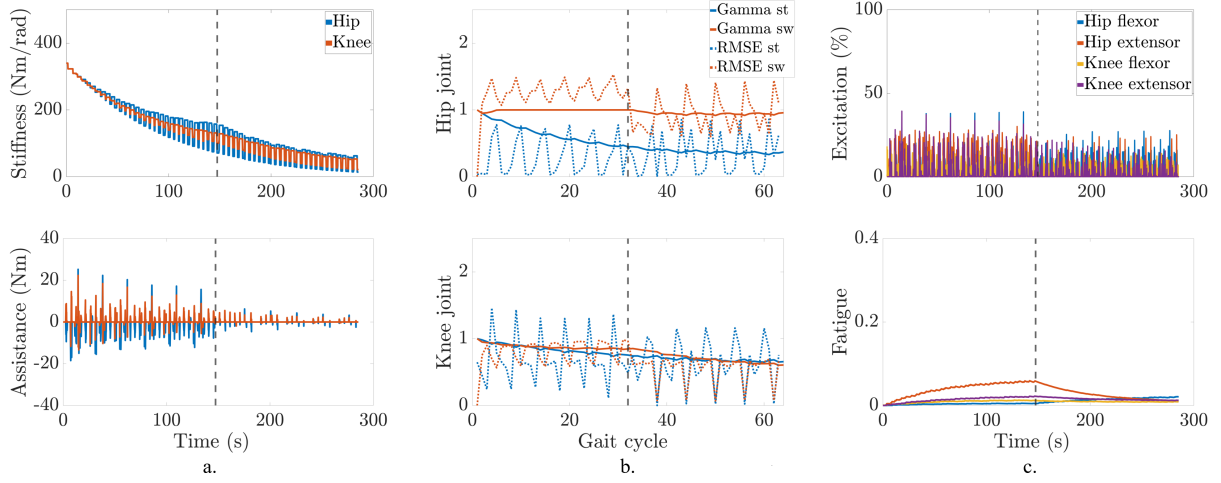 Stiffness (Nm/rad)
400
200
0
0 100 200 300
Hip
Knee
Assistance (Nm)
40
20
0
-20
-40
0 100 200 300
Time (s)
a.
Hip joint
2
1
0
0 20 40 60
Gamma st
Gamma sw
RMSE st
RMSE sw
Knee joint
2
1
0
0 20 40 60
Gait cycle
b.
Excitation (%)
100
50
0
0 100 200 300
Hip flexor
Hip extensor
Knee flexor
Knee extensor
Fatigue
0.4
0.2
0
0 100 200 300
Time (s)
c.